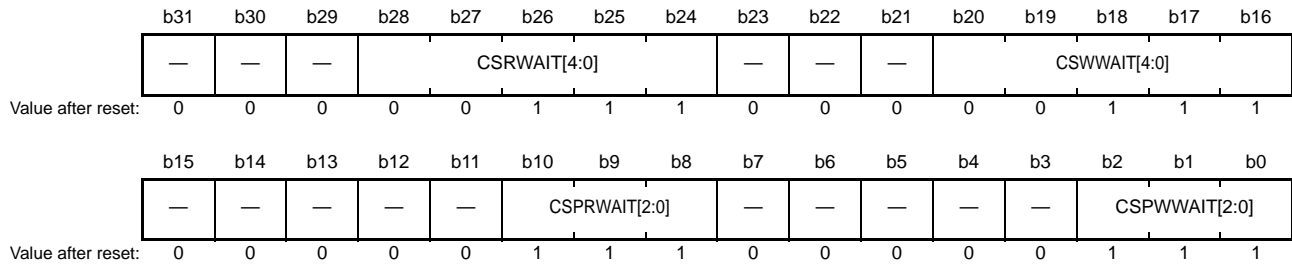 b31 b30 b29 b28 b27 b26 b25 b24 b23 b22 b21 b20 b19 b18 b17 b16
— — — CSRWAIT[4:0] — — — CSWWAIT[4:0]
Value after reset: 0 0 0 0 0 1 1 1 0 0 0 0 0 1 1 1
b15 b14 b13 b12 b11 b10 b9 b8 b7 b6 b5 b4 b3 b2 b1 b0
— — — — — CSPRWAIT[2:0] — — — — — CSPWWAIT[2:0]
Value after reset: 0 0 0 0 0 1 1 1 0 0 0 0 0 1 1 1